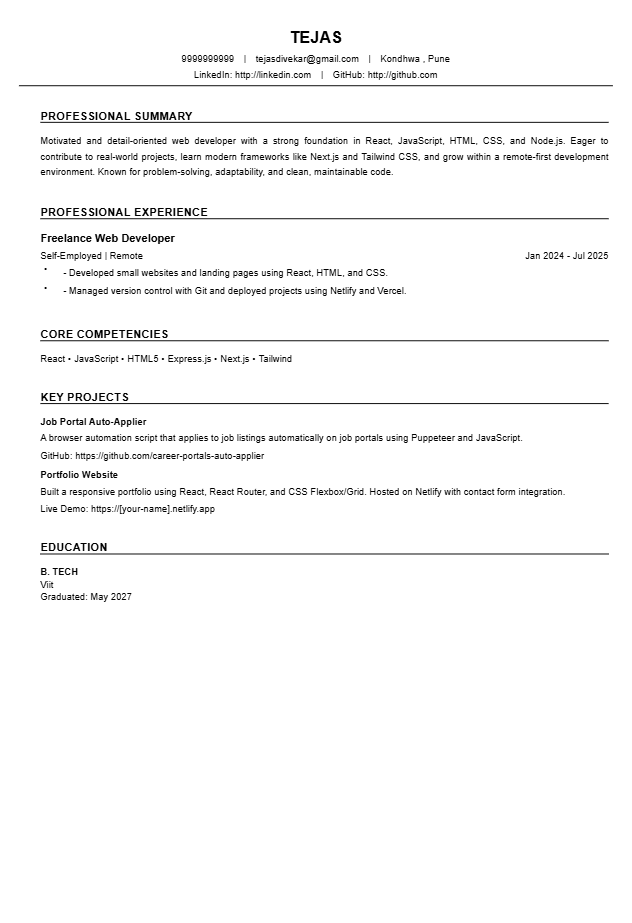 TEJAS
9999999999 | tejasdivekar@gmail.com | Kondhwa , Pune
LinkedIn: http://linkedin.com | GitHub: http://github.com
PROFESSIONAL SUMMARY
Motivated and detail-oriented web developer with a strong foundation in React, JavaScript, HTML, CSS, and Node.js. Eager to
contribute to real-world projects, learn modern frameworks like Next.js and Tailwind CSS, and grow within a remote-first development
environment. Known for problem-solving, adaptability, and clean, maintainable code.
PROFESSIONAL EXPERIENCE
Freelance Web Developer
Self-Employed | Remote Jan 2024 - Jul 2025
• - Developed small websites and landing pages using React, HTML, and CSS.
• - Managed version control with Git and deployed projects using Netlify and Vercel.
CORE COMPETENCIES
React • JavaScript • HTML5 • Express.js • Next.js • Tailwind
KEY PROJECTS
Job Portal Auto-Applier
A browser automation script that applies to job listings automatically on job portals using Puppeteer and JavaScript.
GitHub: https://github.com/career-portals-auto-applier
Portfolio Website
Built a responsive portfolio using React, React Router, and CSS Flexbox/Grid. Hosted on Netlify with contact form integration.
Live Demo: https://[your-name].netlify.app
EDUCATION
B. TECH
Viit
Graduated: May 2027